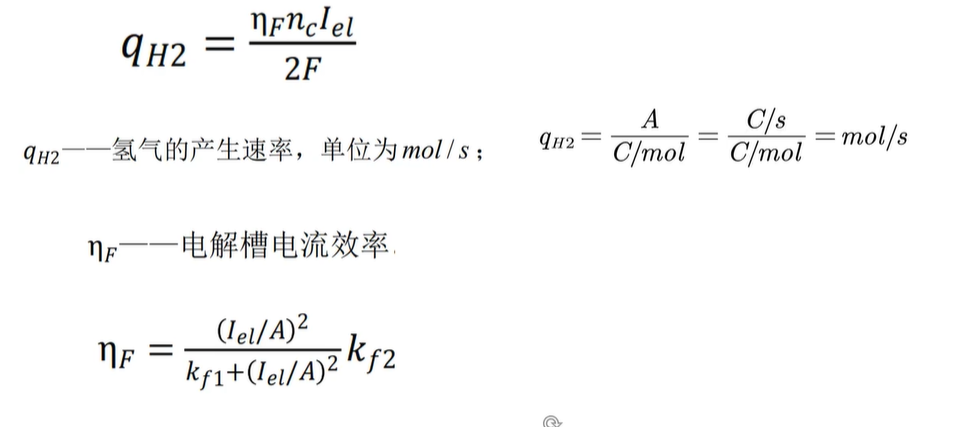 q_{H2} = \frac{η_F n_c I_{el}}{2F}
q_{H2}——氢气的产生速率，单位为mol/s；
q_{H2} = \frac{A}{C/mol} = \frac{C/s}{C/mol} = mol/s
η_F——电解槽电流效率
η_F = \frac{(I_{el}/A)^2}{k_{f1}+(I_{el}/A)^2} k_{f2}